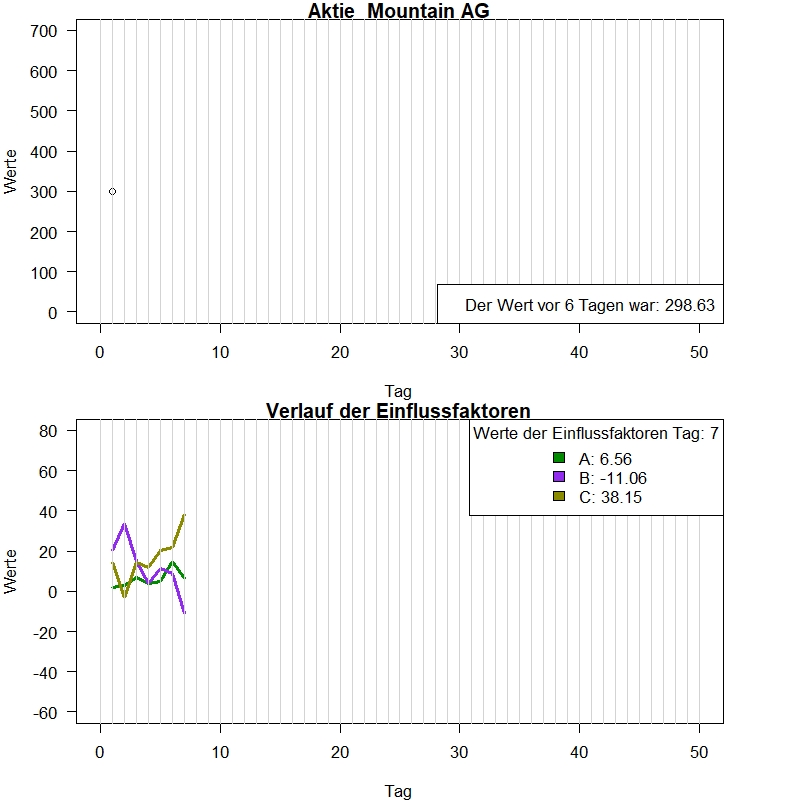 Aktie  Mountain AG
700
600
500
400
300
200
100
0
Werte
Der Wert vor 6 Tagen war: 298.63
0 10 20 30 40 50
Tag
Verlauf der Einflussfaktoren
80
60
40
20
0
-20
-40
-60
Werte
Werte der Einflussfaktoren Tag: 7
A: 6.56
B: -11.06
C: 38.15
0 10 20 30 40 50
Tag